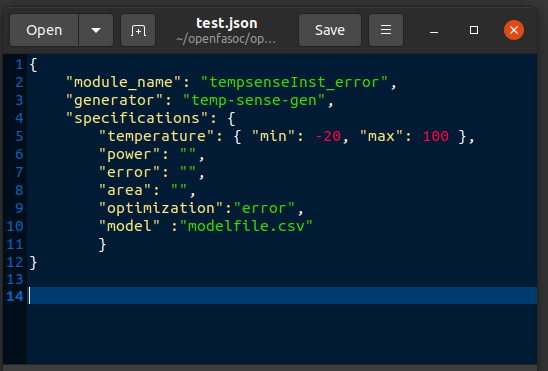 test.json
Open
~/openfasoc/op...
Save
1 {
2     "module_name": "tempsenseInst_error",
3     "generator": "temp-sense-gen",
4     "specifications": {
5         "temperature": { "min": -20, "max": 100 },
6         "power": "",
7         "error": "",
8         "area": "",
9         "optimization":"error",
10         "model" :"modelfile.csv"
11         }
12 }
13
14